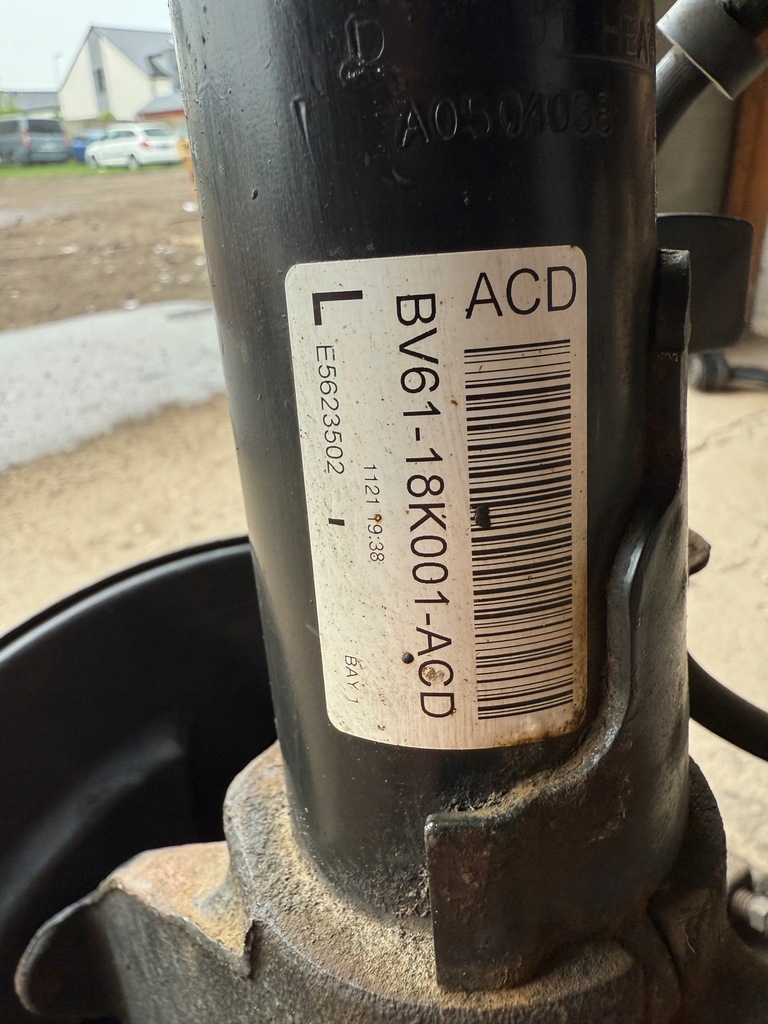 D
A0504038
ACD
BV61-18K001-ACD
1121 19:38
L E5623502 I BAY 1